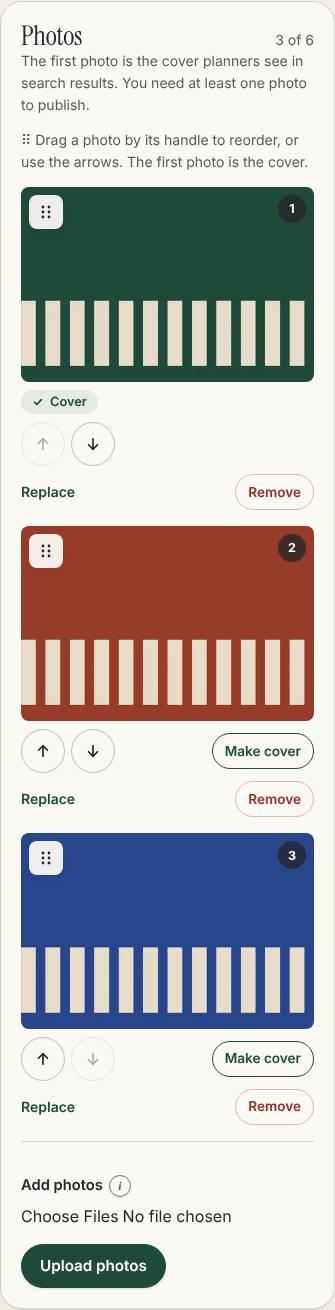 Photos
3 of 6
The first photo is the cover planners see in
search results. You need at least one photo
to publish.
⠿ Drag a photo by its handle to reorder, or
use the arrows. The first photo is the cover.
1
✓ Cover
↑ ↓
Replace
Remove
2
↑ ↓
Make cover
Replace
Remove
3
↑ ↓
Make cover
Replace
Remove
Add photos i
Choose Files No file chosen
Upload photos